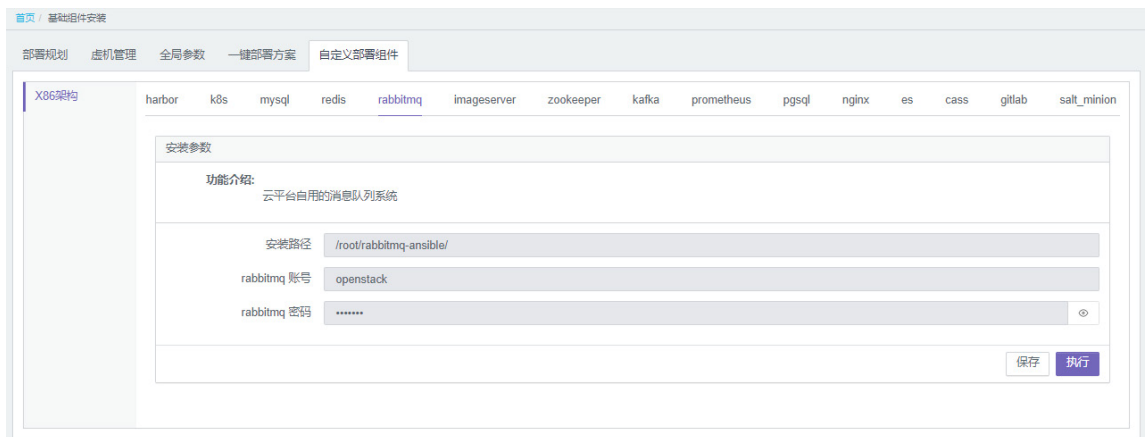 首页 / 基础组件安装
部署规划 虚机管理 全局参数 一键部署方案 自定义部署组件
X86架构
harbor k8s mysql redis rabbitmq imageserver zookeeper kafka prometheus pgsql nginx es cass gitlab salt_minion
安装参数
功能介绍:
云平台自用的消息队列系统
安装路径 /root/rabbitmq-ansible/
rabbitmq 账号 openstack
rabbitmq 密码 •••••••
保存 执行